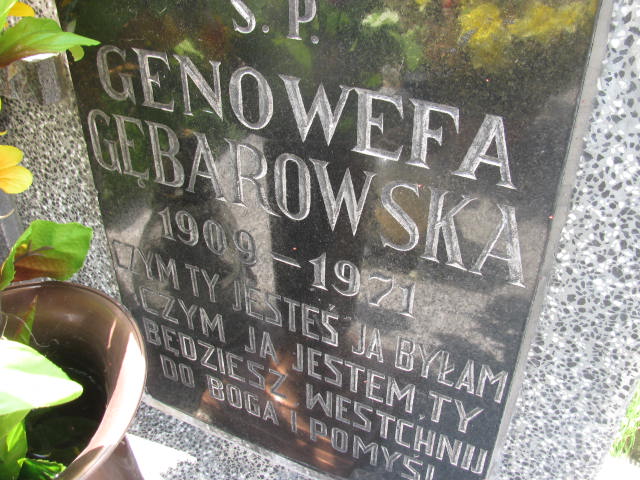 Ś. P.
GENOWEFA
GĘBAROWSKA
1909 – 1971
CZYM TY JESTEŚ JA BYŁAM
CZYM JA JESTEM, TY
BĘDZIESZ WESTCHNIJ
DO BOGA I POMYŚL